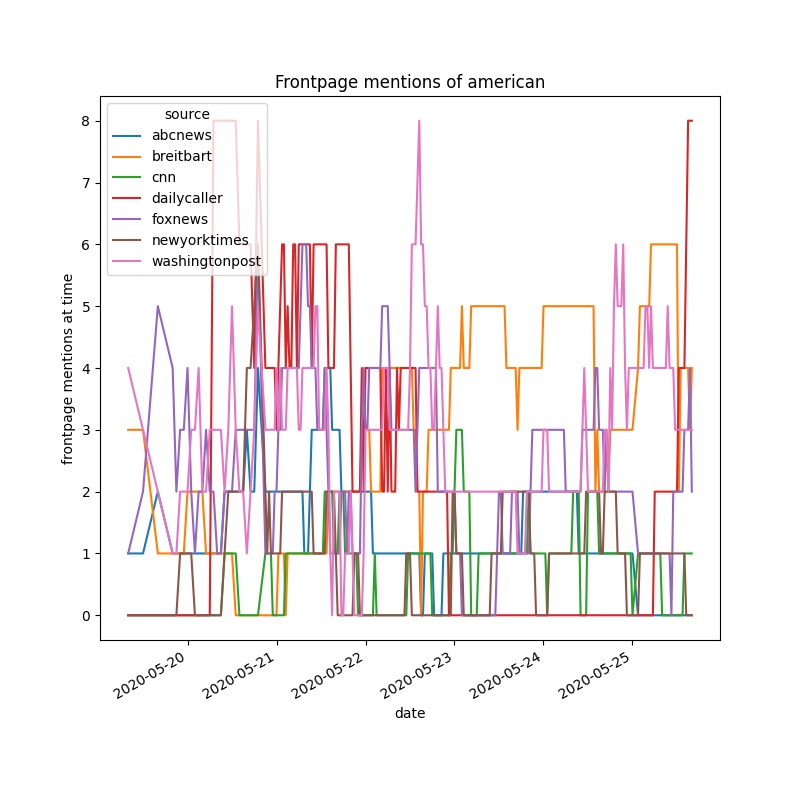 Frontpage mentions of american
source
abcnews
breitbart
cnn
dailycaller
foxnews
newyorktimes
washingtonpost
frontpage mentions at time
8
7
6
5
4
3
2
1
0
2020-05-20
2020-05-21
2020-05-22
2020-05-23
2020-05-24
2020-05-25
date